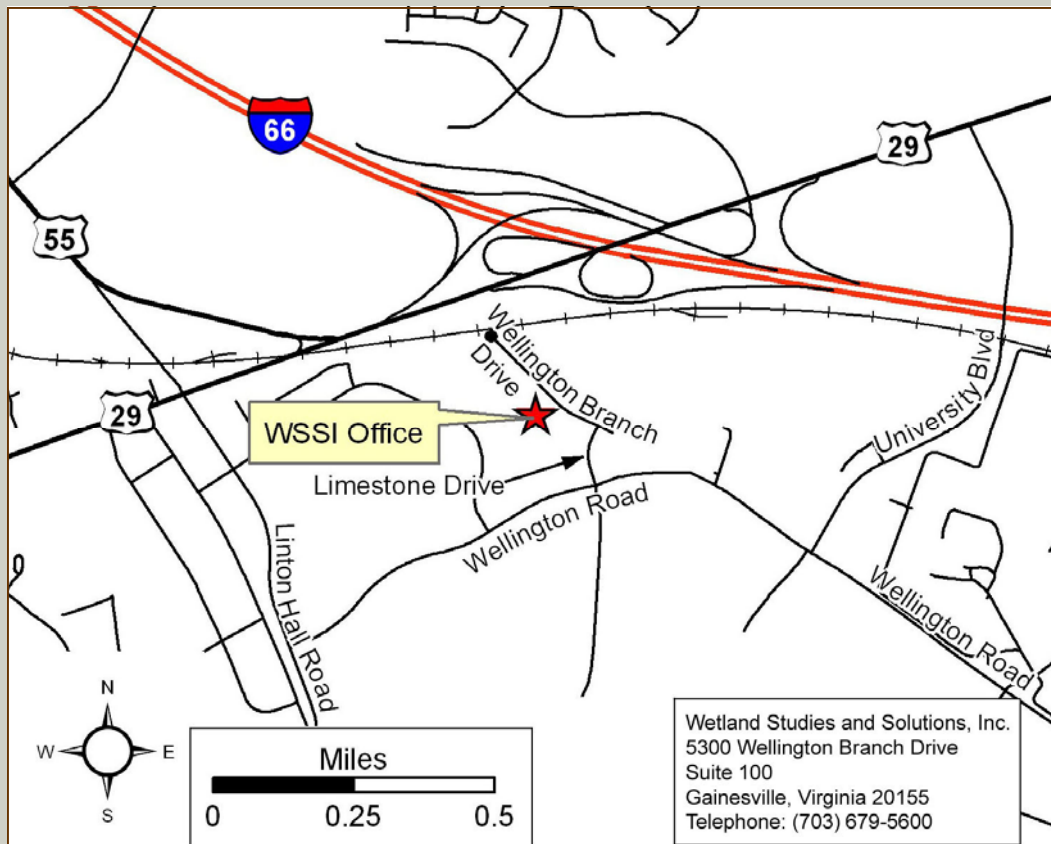 66
29
55
Wellington Branch
Drive
University Blvd
29
WSSI Office
Limestone Drive
Wellington Road
Linton Hall Road
Wellington Road
N
W E
S
Miles
0 0.25 0.5
Wetland Studies and Solutions, Inc.
5300 Wellington Branch Drive
Suite 100
Gainesville, Virginia 20155
Telephone: (703) 679-5600